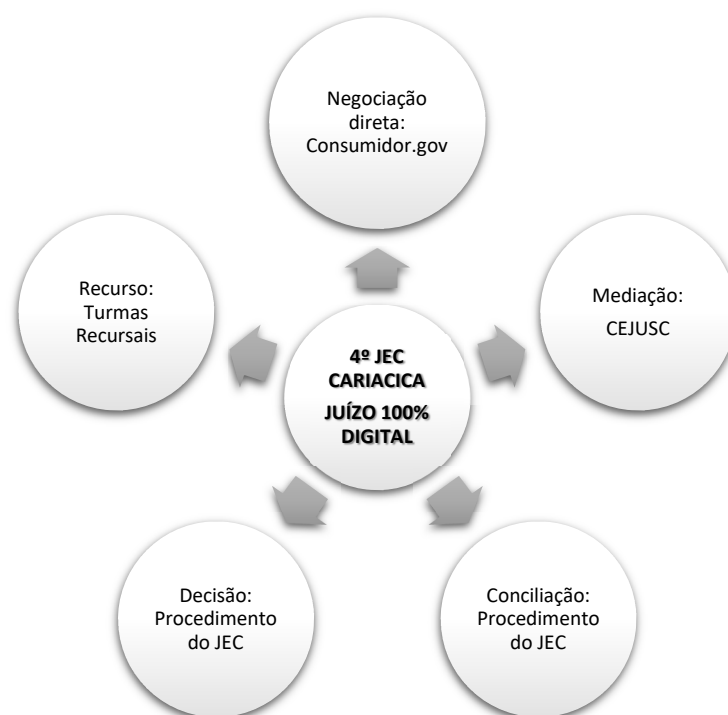 Negociação
direta:
Consumidor.gov
Mediação:
CEJUSC
Conciliação:
Procedimento
do JEC
Decisão:
Procedimento
do JEC
Recurso:
Turmas
Recursais
4º JEC
CARIACICA
JUÍZO 100%
DIGITAL